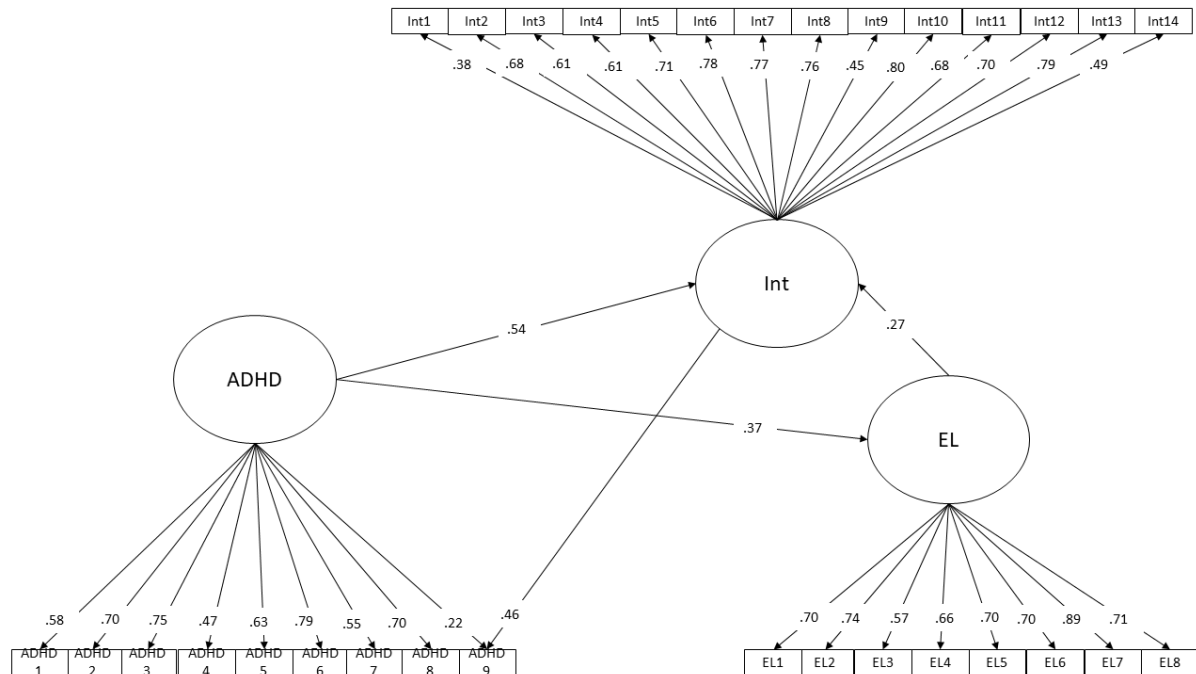 Int1 Int2 Int3 Int4 Int5 Int6 Int7 Int8 Int9 Int10 Int11 Int12 Int13 Int14
.38 .68 .61 .61 .71 .78 .77 .76 .45 .80 .68 .70 .79 .49
Int
.54
.27
ADHD
.37
EL
.58 .70 .75 .47 .63 .79 .55 .70 .22 .46
.70 .74 .57 .66 .70 .70 .89 .71
ADHD ADHD ADHD ADHD ADHD ADHD ADHD ADHD ADHD
1 2 3 4 5 6 7 8 9
EL1 EL2 EL3 EL4 EL5 EL6 EL7 EL8